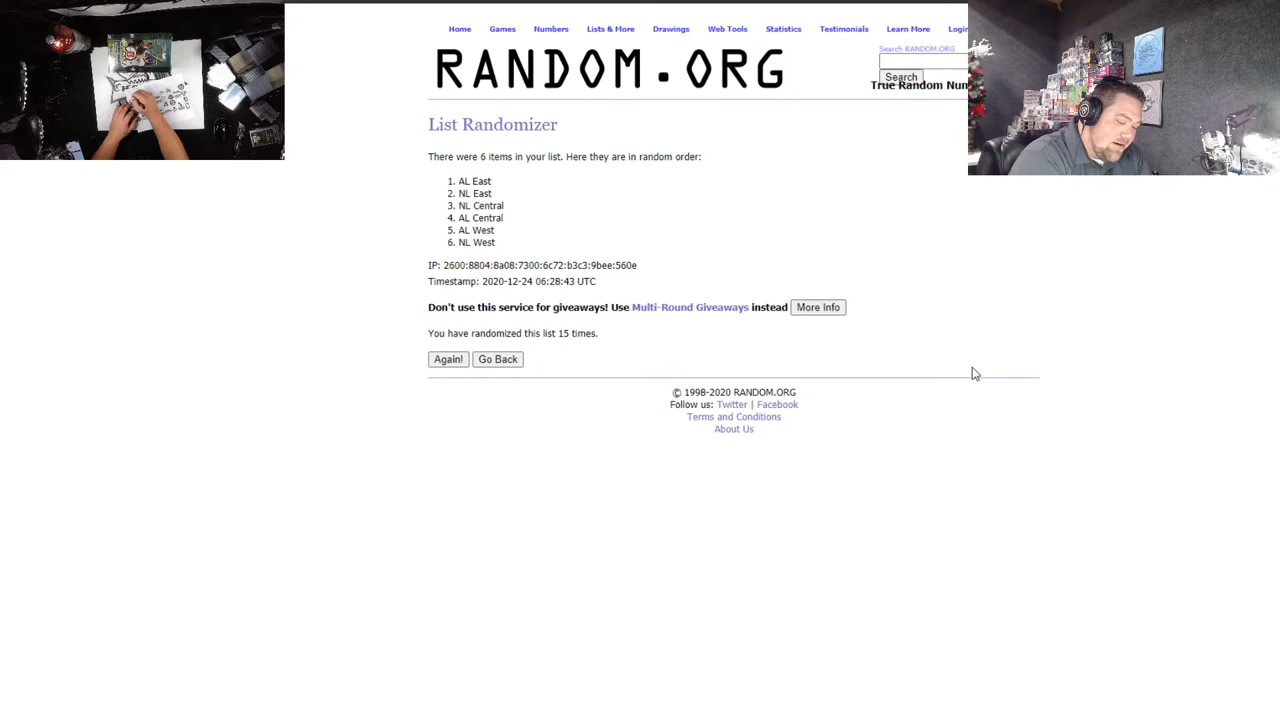 Home Games Numbers Lists & More Drawings Web Tools Statistics Testimonials Learn More Login
Search RANDOM.ORG
RANDOM.ORG
Search
True Random Num
List Randomizer
There were 6 items in your list. Here they are in random order:
1. AL East
2. NL East
3. NL Central
4. AL Central
5. AL West
6. NL West
IP: 2600:8804:8a08:7300:6c72:b3c3:9bee:560e
Timestamp: 2020-12-24 06:28:43 UTC
Don't use this service for giveaways! Use Multi-Round Giveaways instead More Info
You have randomized this list 15 times.
Again! Go Back
© 1998-2020 RANDOM.ORG
Follow us: Twitter | Facebook
Terms and Conditions
About Us